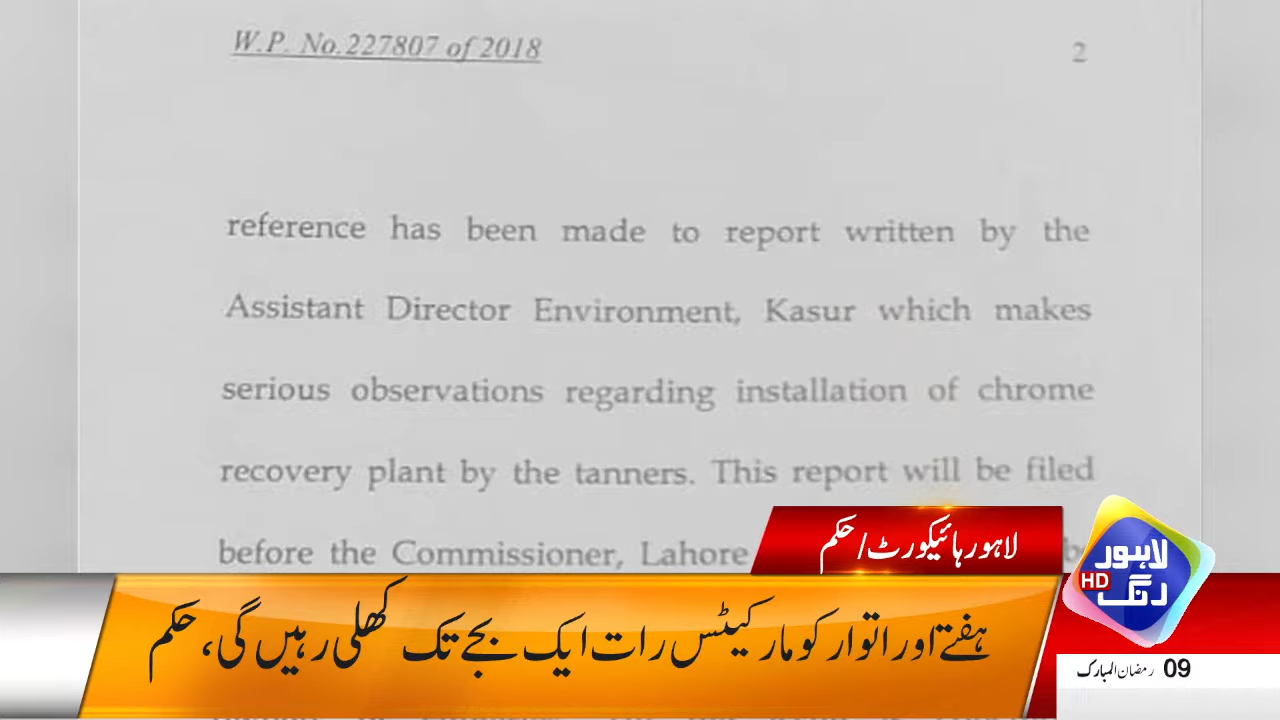 W.P. No.227807 of 2018
2
reference has been made to report written by the
Assistant Director Environment, Kasur which makes
serious observations regarding installation of chrome
recovery plant by the tanners. This report will be filed
before the Commissioner, Lahore
لاہور ہائیکورٹ/حکم
لاہور
رنگ
HD
ہفتے اور اتوار کو مارکیٹس رات ایک بجے تک کھلی رہیں گی، حکم
09 رمضان المبارک